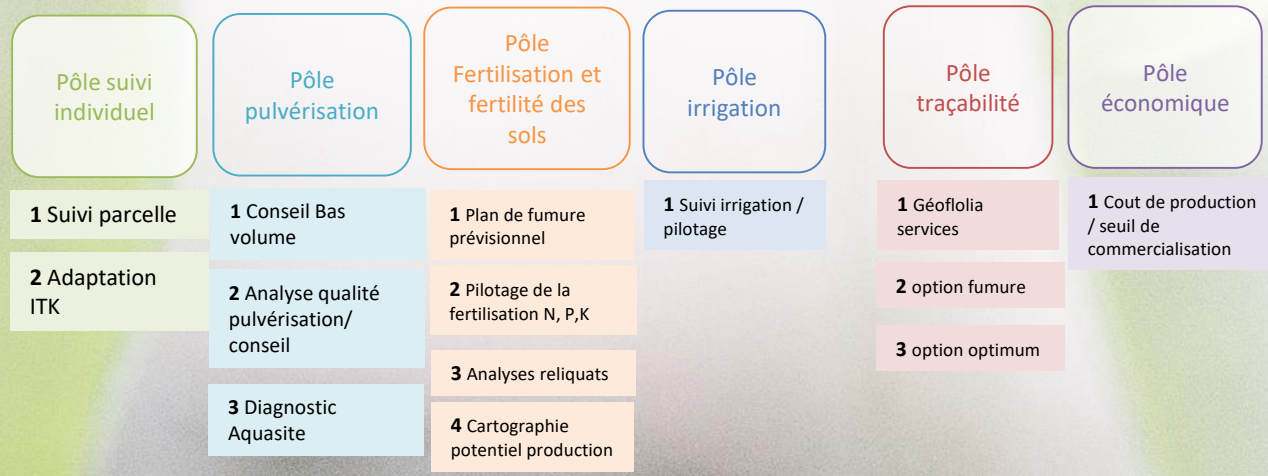 Pôle suivi
individuel
1 Suivi parcelle
2 Adaptation
ITK
Pôle
pulvérisation
1 Conseil Bas
volume
2 Analyse qualité
pulvérisation/
conseil
3 Diagnostic
Aquasite
Pôle
Fertilisation et
fertilité des
sols
1 Plan de fumure
prévisionnel
2 Pilotage de la
fertilisation N, P,K
3 Analyses reliquats
4 Cartographie
potentiel production
Pôle
irrigation
1 Suivi irrigation /
pilotage
Pôle
traçabilité
1 Géoflolia
services
2 option fumure
3 option optimum
Pôle
économique
1 Cout de production
/ seuil de
commercialisation